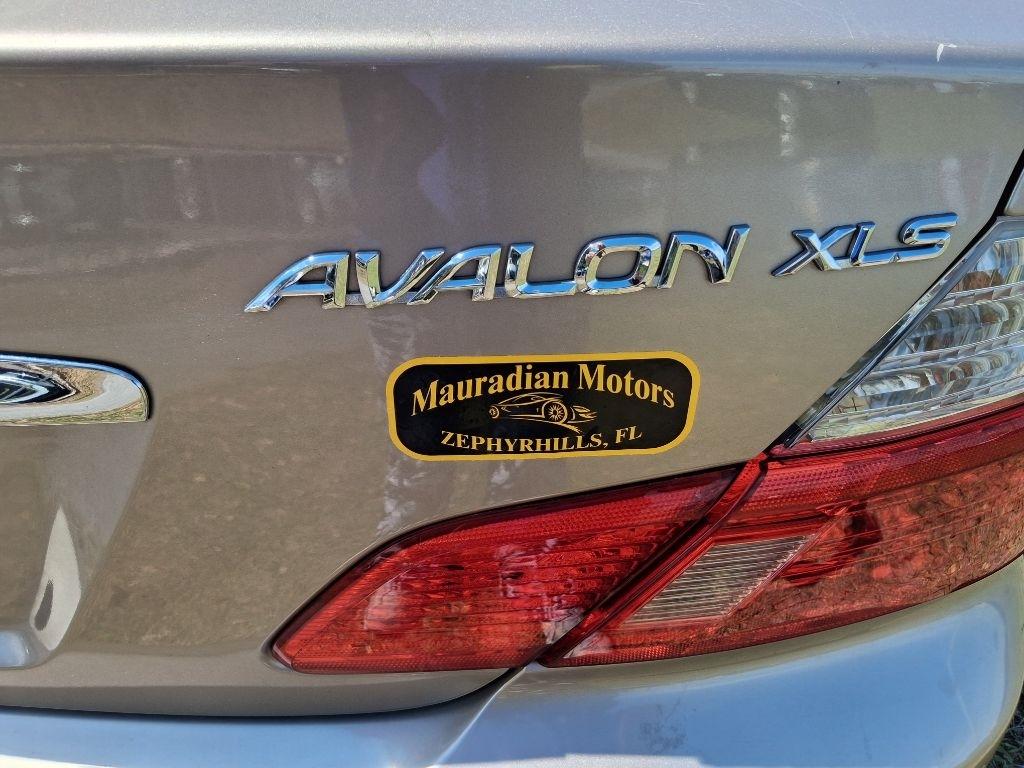 AVALON XLS
Mauradian Motors
ZEPHYRHILLS, FL